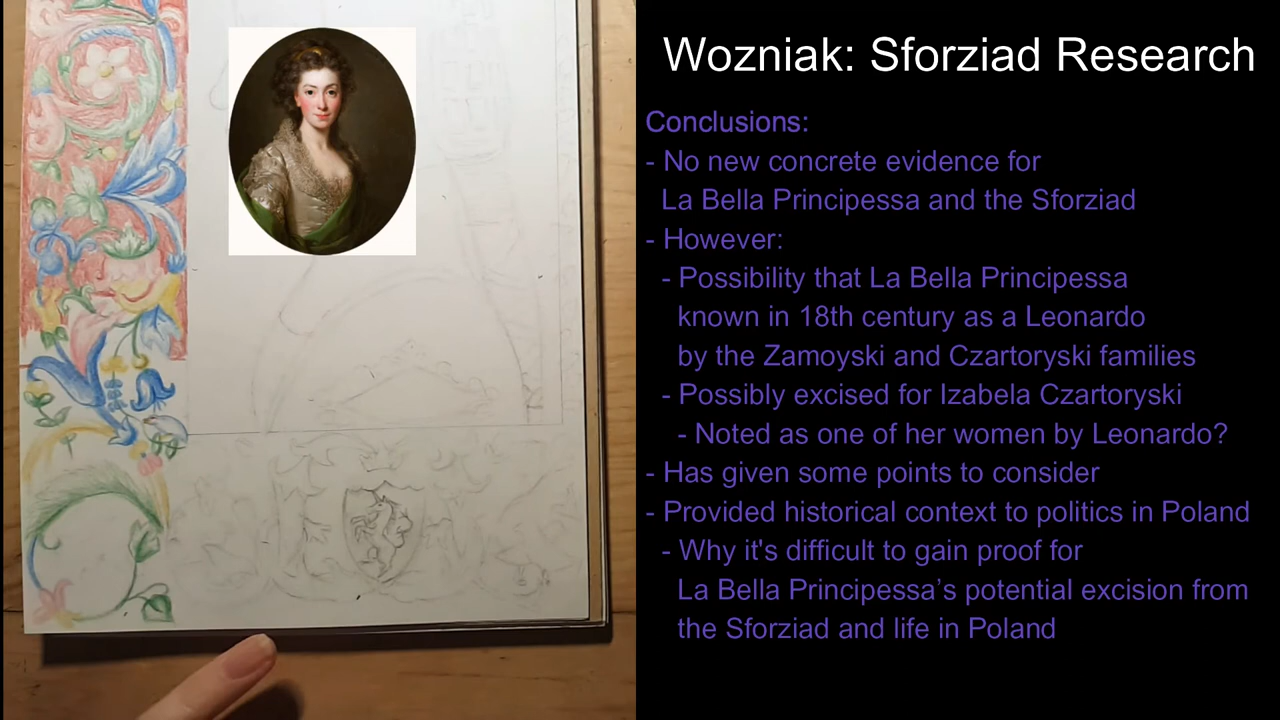 Wozniak: Sforziad Research
Conclusions:
- No new concrete evidence for
La Bella Principessa and the Sforziad
- However:
- Possibility that La Bella Principessa
known in 18th century as a Leonardo
by the Zamoyski and Czartoryski families
- Possibly excised for Izabela Czartoryski
- Noted as one of her women by Leonardo?
- Has given some points to consider
- Provided historical context to politics in Poland
- Why it's difficult to gain proof for
La Bella Principessa’s potential excision from
the Sforziad and life in Poland